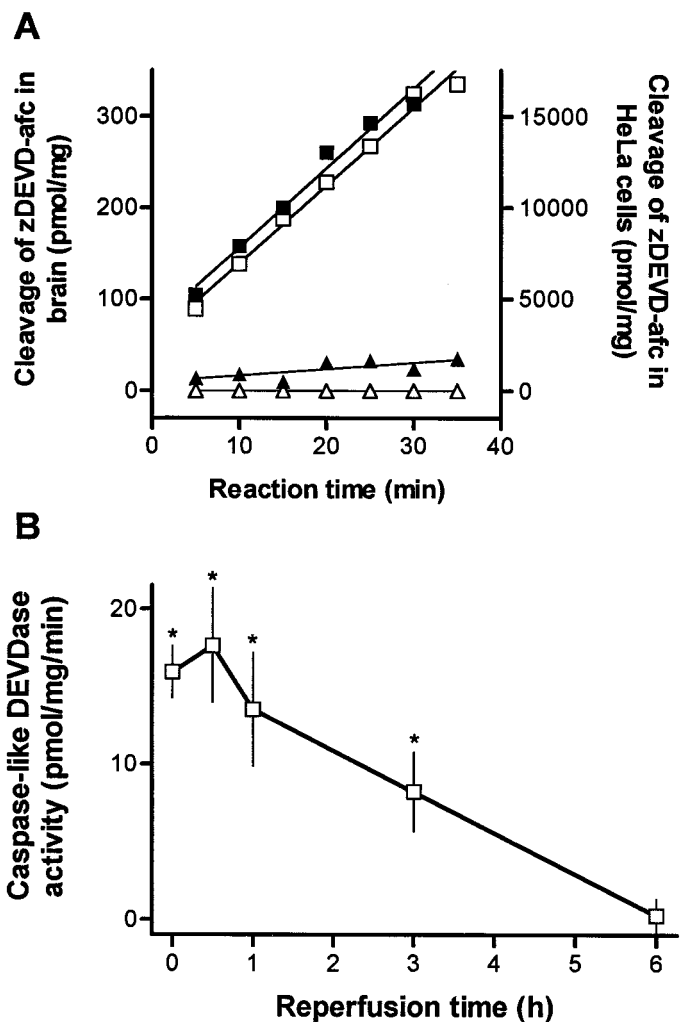 A
Cleavage of zDEVD-afc in
brain (pmol/mg)
300
200
100
0
15000
10000
5000
0
Cleavage of zDEVD-afc in
HeLa cells
(pmol/mg)
0
10
20
30
40
Reaction time (min)
B
Caspase-like DEVDase
activity (pmol/mg/min)
20
10
0
*
*
*
*
0
1
2
3
4
5
6
Reperfusion time (h)